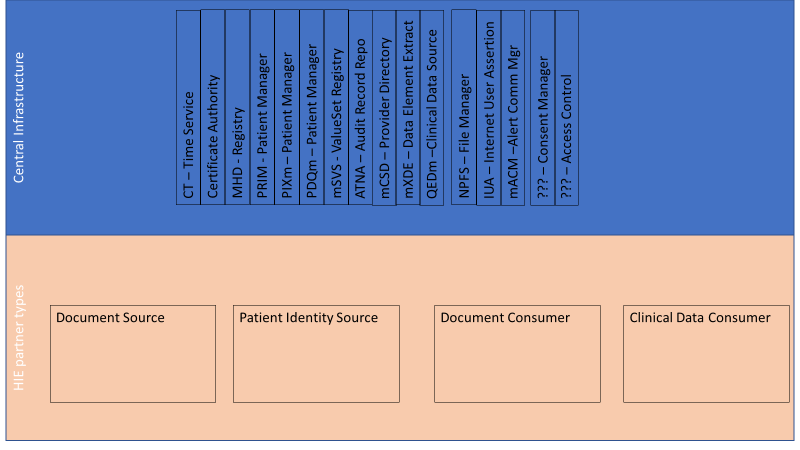 Central Infrastructure
CT – Time Service
Certificate Authority
MHD - Registry
PRIM - Patient Manager
PIXm – Patient Manager
PDQm – Patient Manager
mSVS - ValueSet Registry
ATNA – Audit Record Repo
mCSD – Provider Directory
mXDE – Data Element Extract
QEDm –Clinical Data Source
NPFS – File Manager
IUA – Internet User Assertion
mACM –Alert Comm Mgr
??? – Consent Manager
??? – Access Control
HIE partner types
Document Source
Patient Identity Source
Document Consumer
Clinical Data Consumer